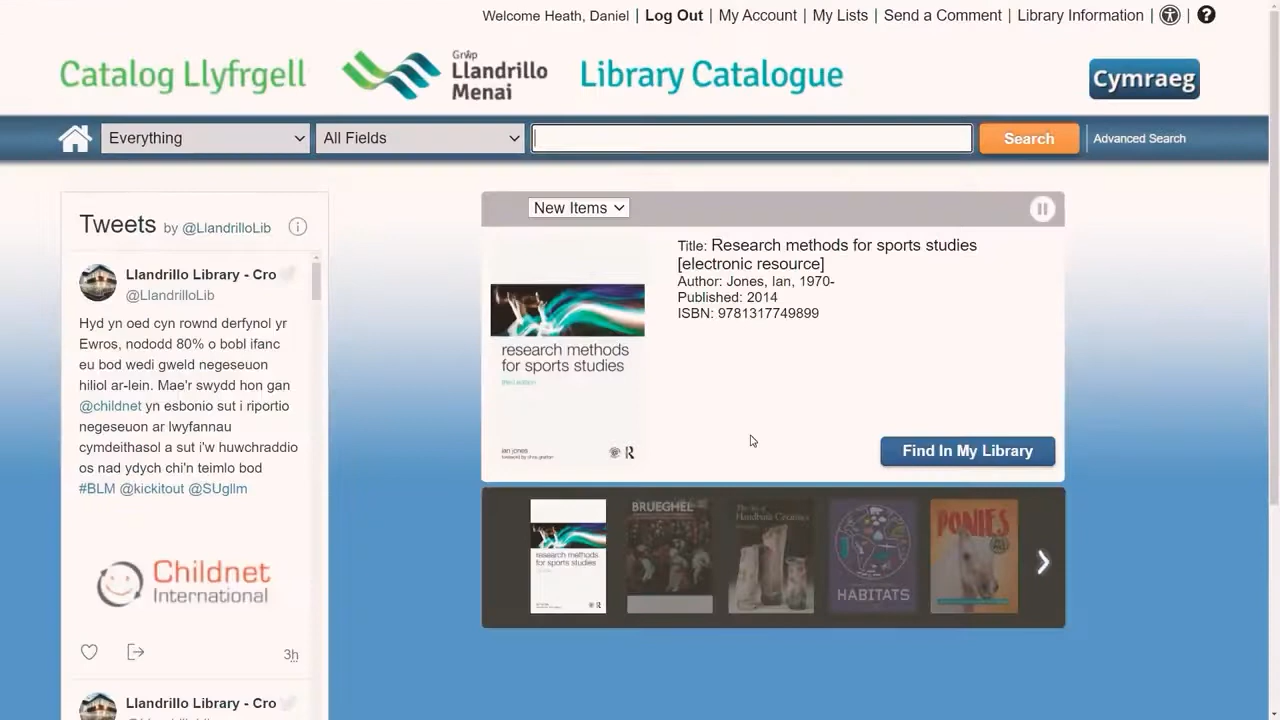 Welcome Heath, Daniel | Log Out | My Account | My Lists | Send a Comment | Library Information | ?
Catalog Llyfrgell
Grŵp
Llandrillo
Menai
Library Catalogue
Cymraeg
Everything
All Fields
Search
Advanced Search
Tweets by @LlandrilloLib
Llandrillo Library - Cro
@LlandrilloLib
Hyd yn oed cyn rownd derfynol yr
Ewros, nododd 80% o bobl ifanc
eu bod wedi gweld negeseuon
hiliol ar-lein. Mae'r swydd hon gan
@childnet yn esbonio sut i riportio
negeseuon ar lwyfannau
cymdeithasol a sut i'w huwchraddio
os nad ydych chi'n teimlo bod
#BLM @kickitout @SUgllm
Childnet
International
3h
Llandrillo Library - Cro
New Items
Title: Research methods for sports studies
[electronic resource]
Author: Jones, Ian, 1970-
Published: 2014
ISBN: 9781317749899
research methods
for sports studies
third edition
ian jones
R
Find In My Library
research methods
for sports studies
R
BRUEGHEL
Handbuilt Ceramics
HABITATS
PONIES